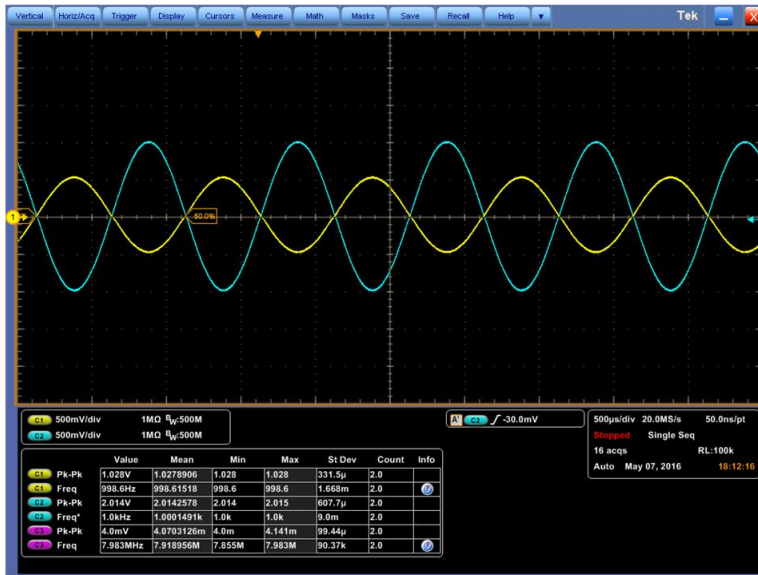 Vertical Horiz/Acq Trigger Display Cursors Measure Math Masks Save Recall Help Tek X
1
50.0%
C1 500mV/div 1MΩ BW:500M
C2 500mV/div 1MΩ BW:500M
A' C2 -30.0mV
500µs/div 20.0MS/s 50.0ns/pt
Stopped Single Seq
16 acqs RL:100k
Auto May 07, 2016 18:12:16
Value Mean Min Max St Dev Count Info
C1 Pk-Pk 1.028V 1.0278906 1.028 1.028 331.5µ 2.0
C1 Freq 998.6Hz 998.61518 998.6 998.6 1.668m 2.0
C2 Pk-Pk 2.014V 2.0142578 2.014 2.015 607.7µ 2.0
C2 Freq* 1.0kHz 1.0001491k 1.0k 1.0k 9.0m 2.0
C3 Pk-Pk 4.0mV 4.0703126m 4.0m 4.141m 99.44µ 2.0
C3 Freq 7.983MHz 7.918956M 7.855M 7.983M 90.37k 2.0